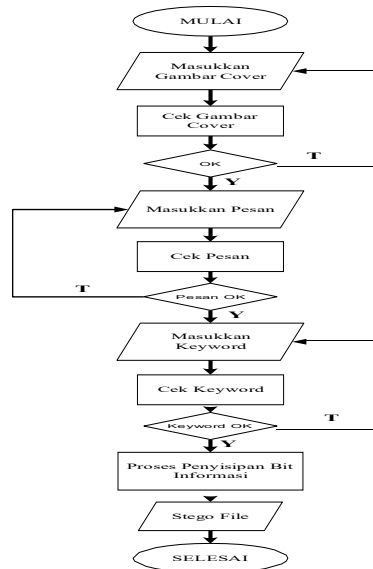 MULAI
Masukkan
Gambar Cover
Cek Gambar
Cover
OK
T
Y
Masukkan Pesan
Cek Pesan
T
Pesan OK
Y
Masukkan
Keyword
Cek Keyword
Keyword OK
T
Y
Proses Penyisipan Bit
Informasi
Stego File
SELESAI